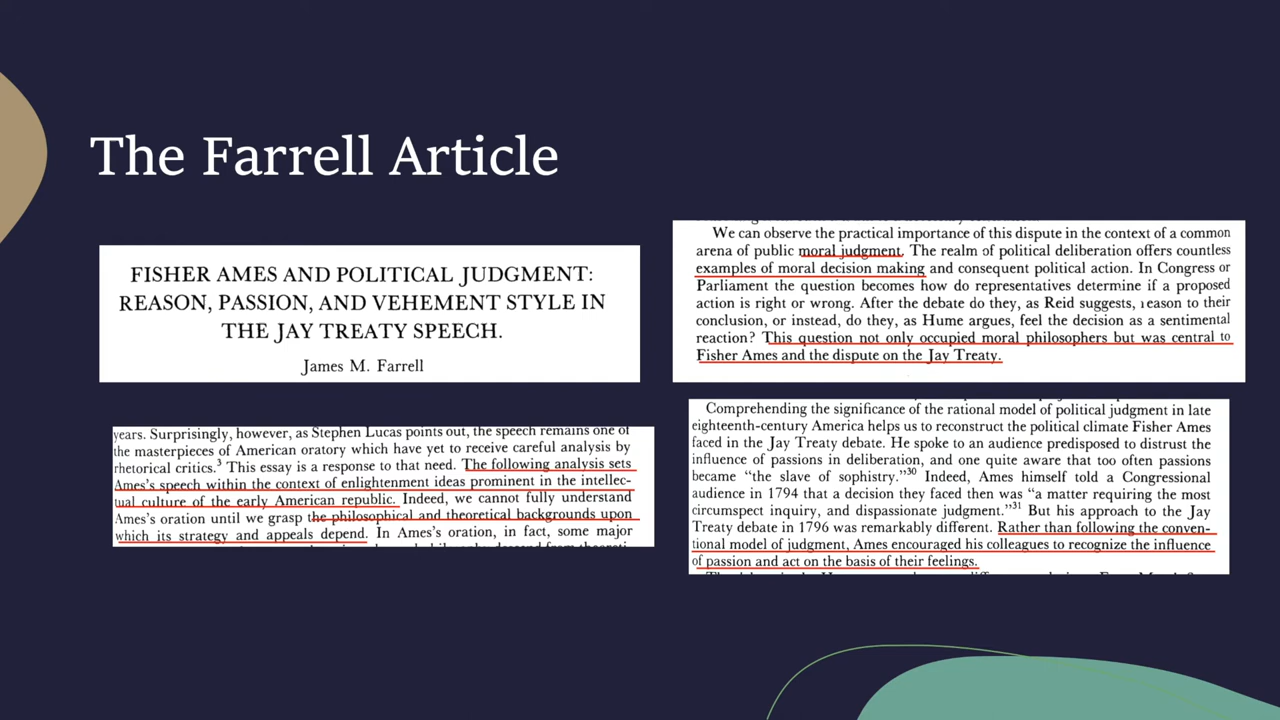 The Farrell Article
FISHER AMES AND POLITICAL JUDGMENT:
REASON, PASSION, AND VEHEMENT STYLE IN
THE JAY TREATY SPEECH.
James M. Farrell
years. Surprisingly, however, as Stephen Lucas points out, the speech remains one of
the masterpieces of American oratory which have yet to receive careful analysis by
rhetorical critics.³ This essay is a response to that need. The following analysis sets
Ames's speech within the context of enlightenment ideas prominent in the intellec-
tual culture of the early American republic. Indeed, we cannot fully understand
Ames's oration until we grasp the philosophical and theoretical backgrounds upon
which its strategy and appeals depend. In Ames's oration, in fact, some major
We can observe the practical importance of this dispute in the context of a common
arena of public moral judgment. The realm of political deliberation offers countless
examples of moral decision making and consequent political action. In Congress or
Parliament the question becomes how do representatives determine if a proposed
action is right or wrong. After the debate do they, as Reid suggests, reason to their
conclusion, or instead, do they, as Hume argues, feel the decision as a sentimental
reaction? This question not only occupied moral philosophers but was central to
Fisher Ames and the dispute on the Jay Treaty.
Comprehending the significance of the rational model of political judgment in late
eighteenth-century America helps us to reconstruct the political climate Fisher Ames
faced in the Jay Treaty debate. He spoke to an audience predisposed to distrust the
influence of passions in deliberation, and one quite aware that too often passions
became "the slave of sophistry."³⁰ Indeed, Ames himself told a Congressional
audience in 1794 that a decision they faced then was "a matter requiring the most
circumspect inquiry, and dispassionate judgment."³¹ But his approach to the Jay
Treaty debate in 1796 was remarkably different. Rather than following the conven-
tional model of judgment, Ames encouraged his colleagues to recognize the influence
of passion and act on the basis of their feelings.